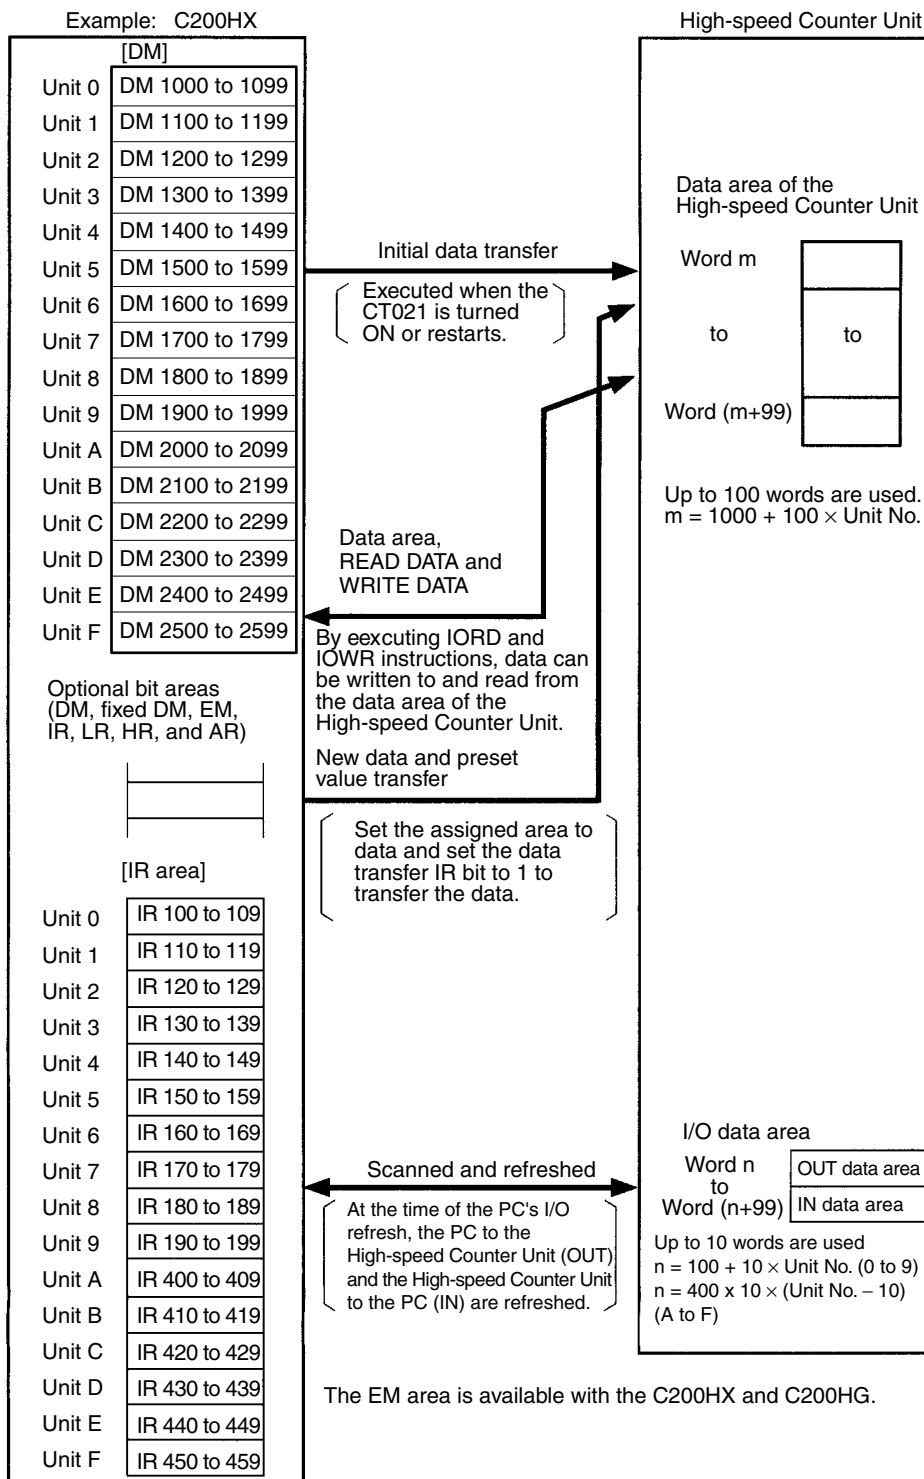 Example: C200HX
[DM]
Unit 0 DM 1000 to 1099
Unit 1 DM 1100 to 1199
Unit 2 DM 1200 to 1299
Unit 3 DM 1300 to 1399
Unit 4 DM 1400 to 1499
Unit 5 DM 1500 to 1599
Unit 6 DM 1600 to 1699
Unit 7 DM 1700 to 1799
Unit 8 DM 1800 to 1899
Unit 9 DM 1900 to 1999
Unit A DM 2000 to 2099
Unit B DM 2100 to 2199
Unit C DM 2200 to 2299
Unit D DM 2300 to 2399
Unit E DM 2400 to 2499
Unit F DM 2500 to 2599
Optional bit areas
(DM, fixed DM, EM,
IR, LR, HR, and AR)
[IR area]
Unit 0 IR 100 to 109
Unit 1 IR 110 to 119
Unit 2 IR 120 to 129
Unit 3 IR 130 to 139
Unit 4 IR 140 to 149
Unit 5 IR 150 to 159
Unit 6 IR 160 to 169
Unit 7 IR 170 to 179
Unit 8 IR 180 to 189
Unit 9 IR 190 to 199
Unit A IR 400 to 409
Unit B IR 410 to 419
Unit C IR 420 to 429
Unit D IR 430 to 439
Unit E IR 440 to 449
Unit F IR 450 to 459
Initial data transfer
Executed when the
CT021 is turned
ON or restarts.
Data area,
READ DATA and
WRITE DATA
By eexcuting IORD and
IOWR instructions, data can
be written to and read from
the data area of the
High-speed Counter Unit.
New data and preset
value transfer
Set the assigned area to
data and set the data
transfer IR bit to 1 to
transfer the data.
Scanned and refreshed
At the time of the PC's I/O
refresh, the PC to the
High-speed Counter Unit (OUT)
and the High-speed Counter Unit
to the PC (IN) are refreshed.
High-speed Counter Unit
Data area of the
High-speed Counter Unit
Word m
to to
Word (m+99)
Up to 100 words are used.
m = 1000 + 100 × Unit No.
I/O data area
Word n
to
Word (n+99)
OUT data area
IN data area
Up to 10 words are used
n = 100 + 10 × Unit No. (0 to 9)
n = 400 x 10 × (Unit No. – 10)
(A to F)
The EM area is available with the C200HX and C200HG.